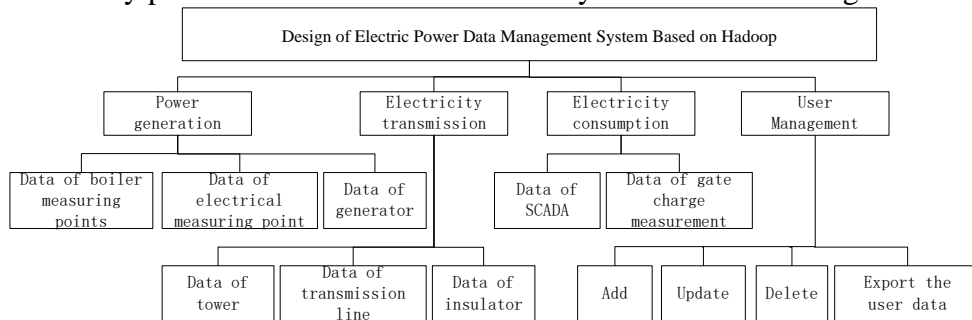 Design of Electric Power Data Management System Based on Hadoop
Power
generation
Electricity
transmission
Electricity
consumption
User
Management
Data of boiler
measuring
points
Data of
electrical
measuring point
Data of
generator
Data of
SCADA
Data of gate
charge
measurement
Data of
tower
Data of
transmission
line
Data of
insulator
Add
Update
Delete
Export the
user data